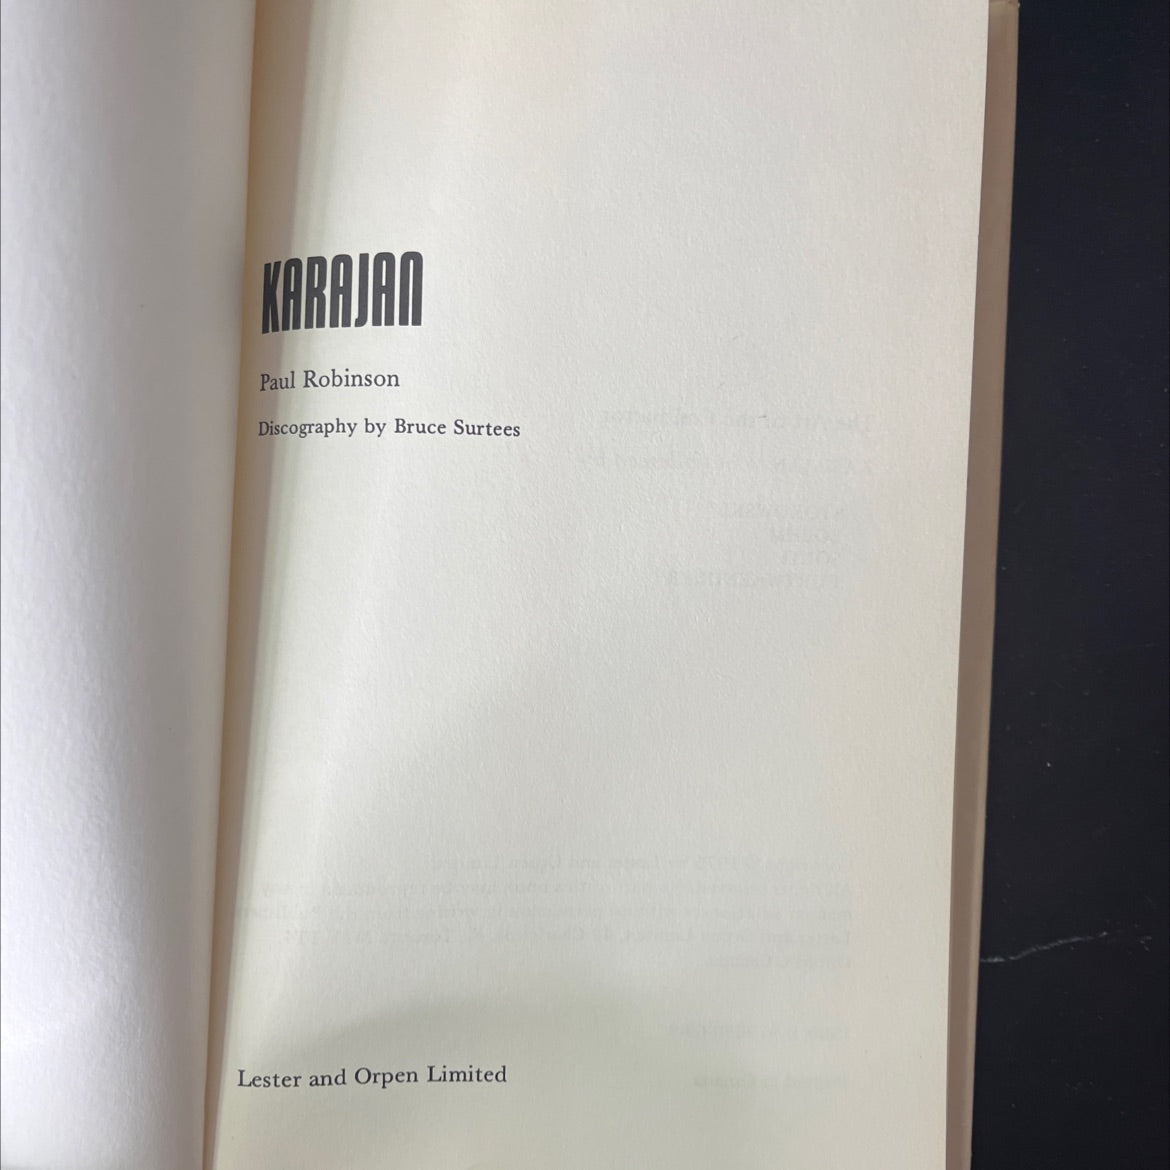 KARAJAN
Paul Robinson
Discography by Bruce Surtees
Lester and Orpen Limited